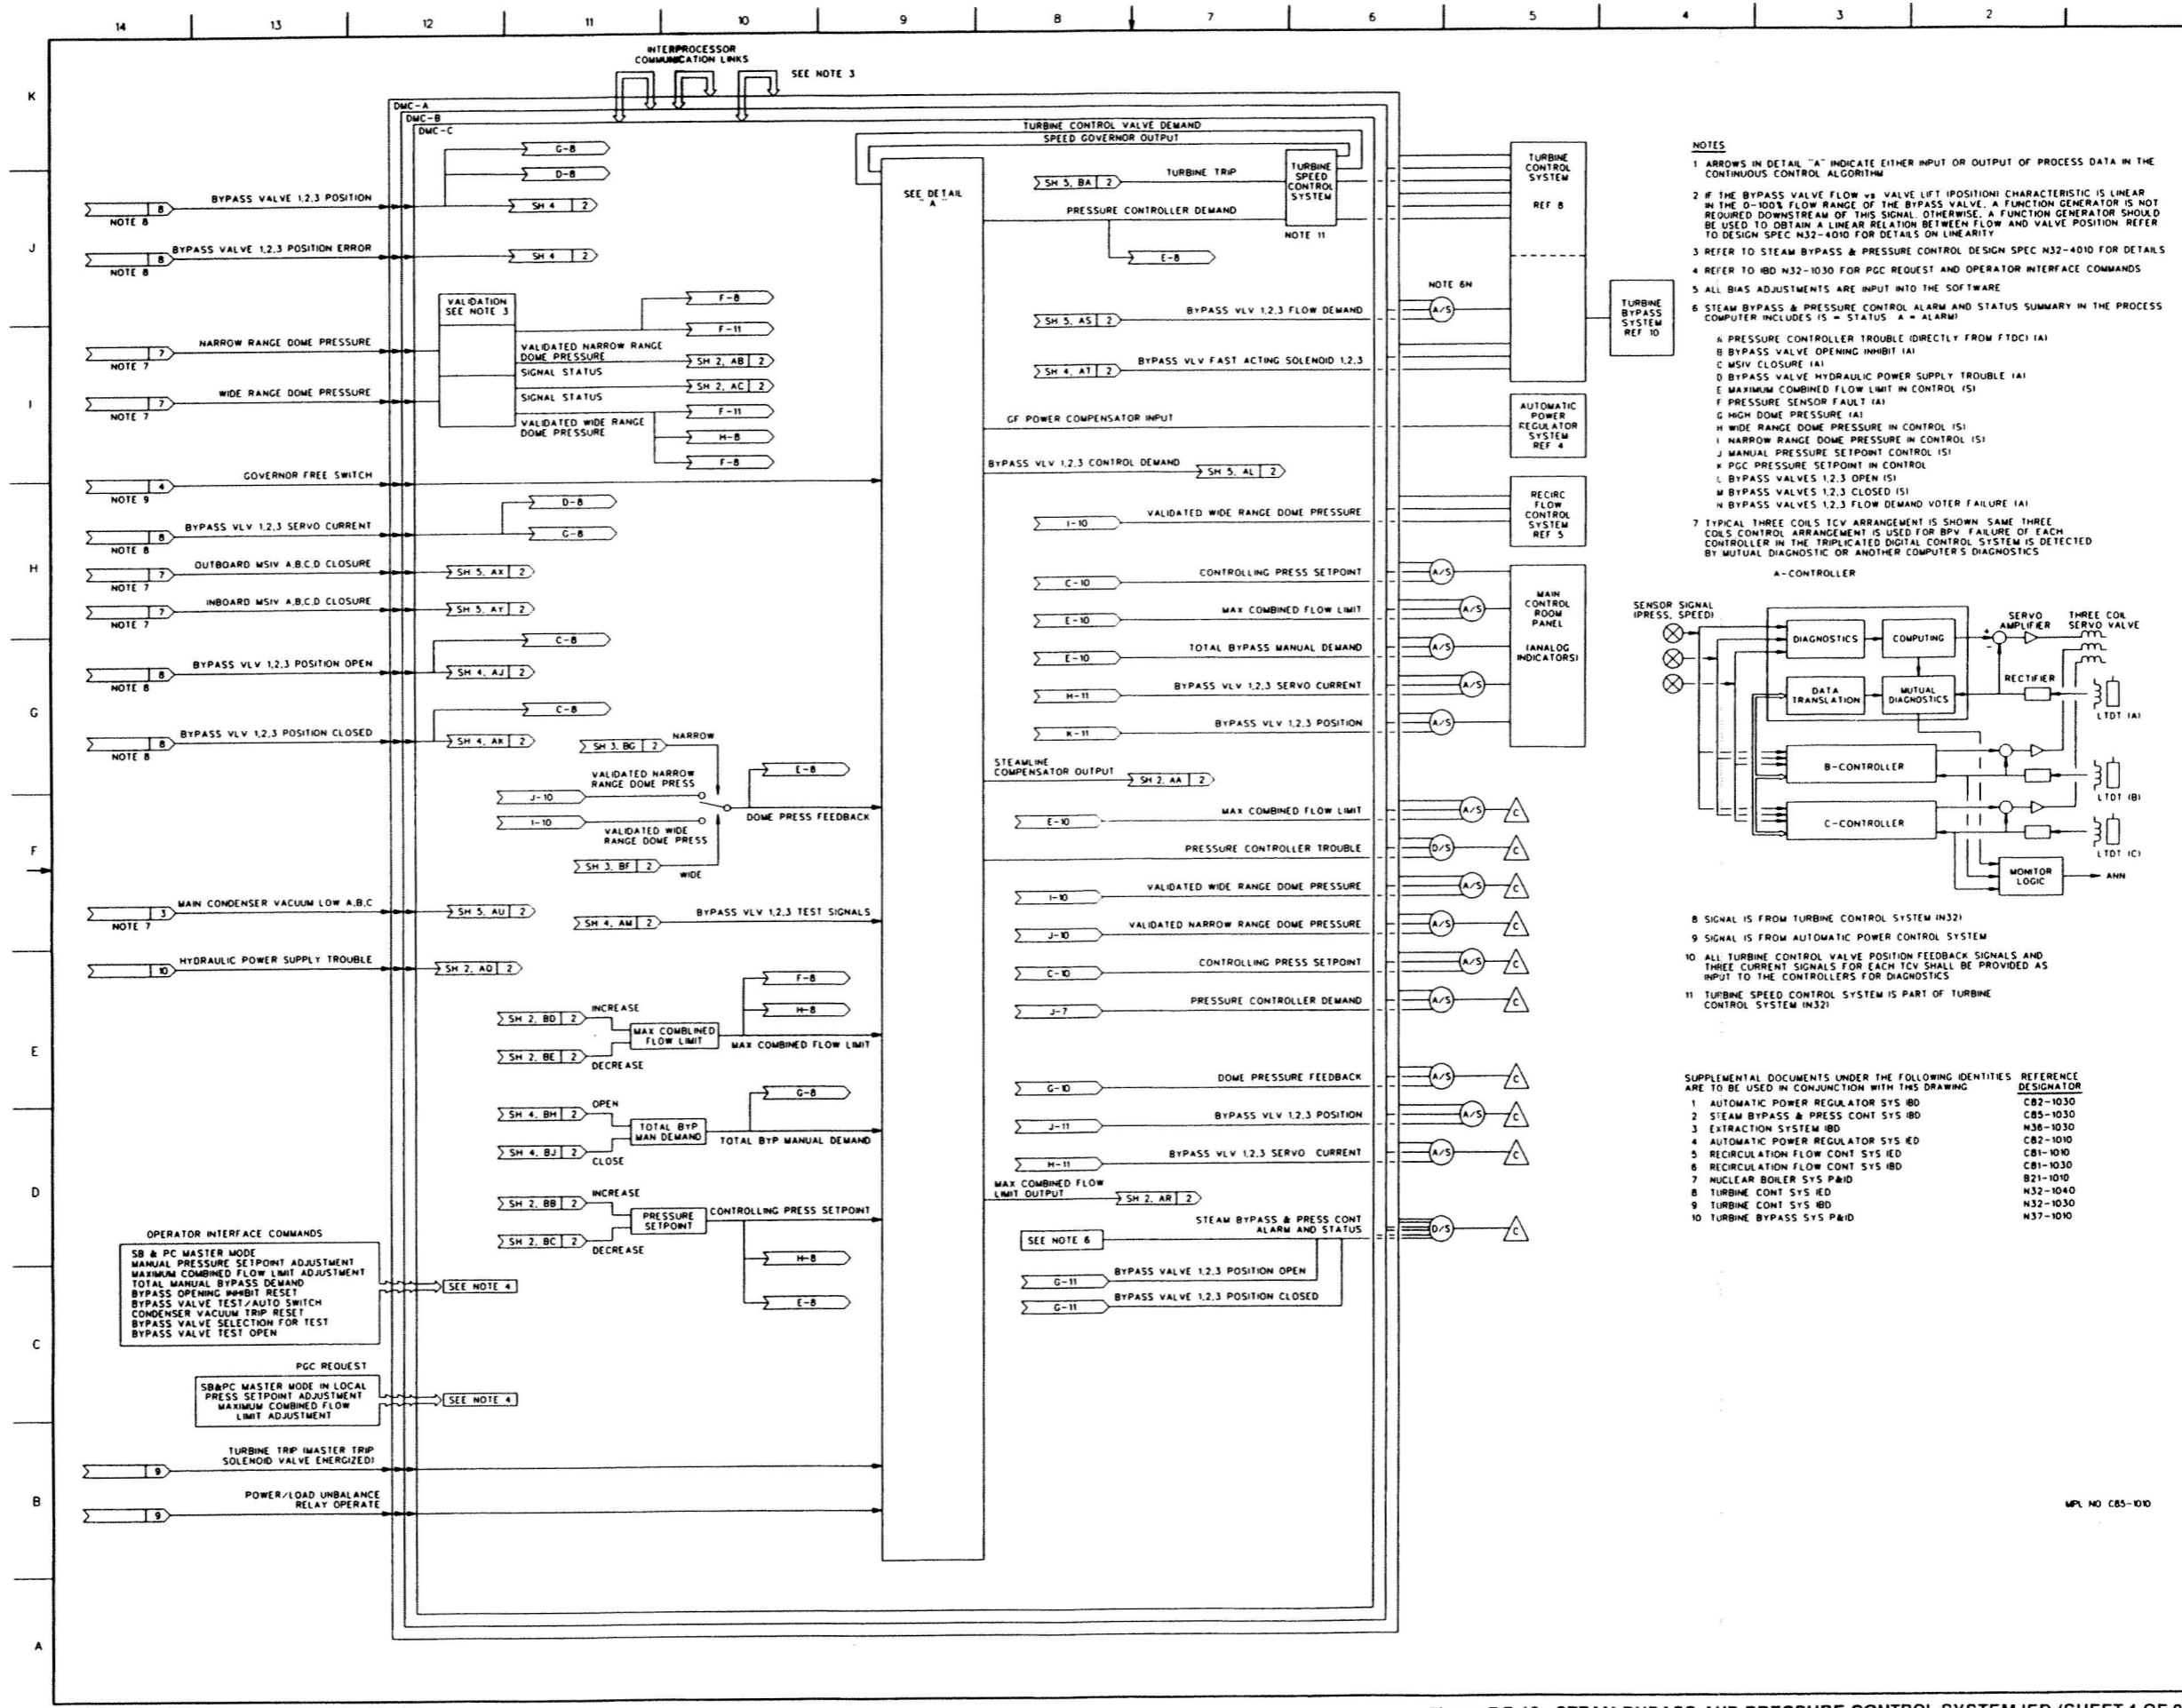 14 13 12 11 10 9 8 7 6 5 4 3 2
K
J
I
H
G
F
E
D
C
B
A
INTERPROCESSOR
COMMUNICATION LINKS
SEE NOTE 3
DMC-A
DMC-B
DMC-C
G-8
D-8
8
BYPASS VALVE 1,2,3 POSITION
NOTE 8
SH 4 2
8
BYPASS VALVE 1,2,3 POSITION ERROR
NOTE 8
SH 4 2
VALIDATION
SEE NOTE 3
F-8
F-11
7
NARROW RANGE DOME PRESSURE
NOTE 7
VALIDATED NARROW RANGE
DOME PRESSURE
SH 2, AB 2
SIGNAL STATUS
SH 2, AC 2
SIGNAL STATUS
7
WIDE RANGE DOME PRESSURE
NOTE 7
F-11
VALIDATED WIDE RANGE
DOME PRESSURE
H-8
F-8
4
GOVERNOR FREE SWITCH
NOTE 9
D-8
8
BYPASS VLV 1,2,3 SERVO CURRENT
NOTE 8
G-8
7
OUTBOARD MSIV A,B,C,D CLOSURE
NOTE 7
SH 5, AX 2
7
INBOARD MSIV A,B,C,D CLOSURE
NOTE 7
SH 5, AY 2
C-8
8
BYPASS VLV 1,2,3 POSITION OPEN
NOTE 8
SH 4, AJ 2
C-8
8
BYPASS VLV 1,2,3 POSITION CLOSED
NOTE 8
SH 4, AK 2
SH 3, BG 2
NARROW
VALIDATED NARROW
RANGE DOME PRESS
E-8
J-10
I-10
DOME PRESS FEEDBACK
VALIDATED WIDE
RANGE DOME PRESS
SH 3, BF 2
WIDE
3
MAIN CONDENSER VACUUM LOW A,B,C
NOTE 7
SH 5, AU 2
SH 4, AM 2
BYPASS VLV 1,2,3 TEST SIGNALS
10
HYDRAULIC POWER SUPPLY TROUBLE
SH 2, AQ 2
F-8
H-8
SH 2, BD 2
INCREASE
MAX COMBLINED
FLOW LIMIT
MAX COMBINED FLOW LIMIT
SH 2, BE 2
DECREASE
G-8
SH 4, BH 2
OPEN
TOTAL BYP
MAN DEMAND
TOTAL BYP MANUAL DEMAND
SH 4, BJ 2
CLOSE
SH 2, BB 2
INCREASE
PRESSURE
SETPOINT
CONTROLLING PRESS SETPOINT
SH 2, BC 2
DECREASE
H-8
E-8
OPERATOR INTERFACE COMMANDS
SB & PC MASTER MODE
MANUAL PRESSURE SETPOINT ADJUSTMENT
MAXIMUM COMBINED FLOW LIMIT ADJUSTMENT
TOTAL MANUAL BYPASS DEMAND
BYPASS OPENING INHIBIT RESET
BYPASS VALVE TEST/AUTO SWITCH
CONDENSER VACUUM TRIP RESET
BYPASS VALVE SELECTION FOR TEST
BYPASS VALVE TEST OPEN
SEE NOTE 4
PGC REQUEST
SB&PC MASTER MODE IN LOCAL
PRESS SETPOINT ADJUSTMENT
MAXIMUM COMBINED FLOW
LIMIT ADJUSTMENT
SEE NOTE 4
TURBINE TRIP (MASTER TRIP
SOLENOID VALVE ENERGIZED)
9
POWER/LOAD UNBALANCE
RELAY OPERATE
9
SEE DETAIL
"A"
TURBINE CONTROL VALVE DEMAND
SPEED GOVERNOR OUTPUT
SH 5, BA 2
TURBINE TRIP
TURBINE
SPEED
CONTROL
SYSTEM
NOTE 11
PRESSURE CONTROLLER DEMAND
E-8
SH 5, AS 2
BYPASS VLV 1,2,3 FLOW DEMAND
NOTE 6N
A/S
SH 4, AT 2
BYPASS VLV FAST ACTING SOLENOID 1,2,3
GF POWER COMPENSATOR INPUT
BYPASS VLV 1,2,3 CONTROL DEMAND
SH 5, AL 2
I-10
VALIDATED WIDE RANGE DOME PRESSURE
C-10
CONTROLLING PRESS SETPOINT
A/S
E-10
MAX COMBINED FLOW LIMIT
A/S
E-10
TOTAL BYPASS MANUAL DEMAND
A/S
H-11
BYPASS VLV 1,2,3 SERVO CURRENT
A/S
K-11
BYPASS VLV 1,2,3 POSITION
A/S
STEAMLINE
COMPENSATOR OUTPUT
SH 2, AA 2
E-10
MAX COMBINED FLOW LIMIT
A/S
C
PRESSURE CONTROLLER TROUBLE
D/S
C
I-10
VALIDATED WIDE RANGE DOME PRESSURE
A/S
C
J-10
VALIDATED NARROW RANGE DOME PRESSURE
A/S
C
C-10
CONTROLLING PRESS SETPOINT
A/S
C
J-7
PRESSURE CONTROLLER DEMAND
A/S
C
G-10
DOME PRESSURE FEEDBACK
A/S
C
J-11
BYPASS VLV 1,2,3 POSITION
A/S
C
H-11
BYPASS VLV 1,2,3 SERVO CURRENT
A/S
C
MAX COMBINED FLOW
LIMIT OUTPUT
SH 2, AR 2
SEE NOTE 6
STEAM BYPASS & PRESS CONT
ALARM AND STATUS
D/S
C
G-11
BYPASS VALVE 1,2,3 POSITION OPEN
G-11
BYPASS VALVE 1,2,3 POSITION CLOSED
TURBINE
CONTROL
SYSTEM
REF 8
TURBINE
BYPASS
SYSTEM
REF 10
AUTOMATIC
POWER
REGULATOR
SYSTEM
REF 4
RECIRC
FLOW
CONTROL
SYSTEM
REF 5
MAIN
CONTROL
ROOM
PANEL
(ANALOG
INDICATORS)
NOTES
1 ARROWS IN DETAIL "A" INDICATE EITHER INPUT OR OUTPUT OF PROCESS DATA IN THE
CONTINUOUS CONTROL ALGORITHM
2 IF THE BYPASS VALVE FLOW vs VALVE LIFT (POSITION) CHARACTERISTIC IS LINEAR
IN THE 0-100% FLOW RANGE OF THE BYPASS VALVE, A FUNCTION GENERATOR IS NOT
REQUIRED DOWNSTREAM OF THIS SIGNAL. OTHERWISE, A FUNCTION GENERATOR SHOULD
BE USED TO OBTAIN A LINEAR RELATION BETWEEN FLOW AND VALVE POSITION REFER
TO DESIGN SPEC N32-4010 FOR DETAILS ON LINEARITY
3 REFER TO STEAM BYPASS & PRESSURE CONTROL DESIGN SPEC N32-4010 FOR DETAILS
4 REFER TO IBD N32-1030 FOR PGC REQUEST AND OPERATOR INTERFACE COMMANDS
5 ALL BIAS ADJUSTMENTS ARE INPUT INTO THE SOFTWARE
6 STEAM BYPASS & PRESSURE CONTROL ALARM AND STATUS SUMMARY IN THE PROCESS
COMPUTER INCLUDES (S = STATUS A = ALARM)
A PRESSURE CONTROLLER TROUBLE (DIRECTLY FROM FTDC) (A)
B BYPASS VALVE OPENING INHIBIT (A)
C MSIV CLOSURE (A)
D BYPASS VALVE HYDRAULIC POWER SUPPLY TROUBLE (A)
E MAXIMUM COMBINED FLOW LIMIT IN CONTROL (S)
F PRESSURE SENSOR FAULT (A)
G HIGH DOME PRESSURE (A)
H WIDE RANGE DOME PRESSURE IN CONTROL (S)
I NARROW RANGE DOME PRESSURE IN CONTROL (S)
J MANUAL PRESSURE SETPOINT CONTROL (S)
K PGC PRESSURE SETPOINT IN CONTROL
L BYPASS VALVES 1,2,3 OPEN (S)
M BYPASS VALVES 1,2,3 CLOSED (S)
N BYPASS VALVES 1,2,3 FLOW DEMAND VOTER FAILURE (A)
7 TYPICAL THREE COILS TCV ARRANGEMENT IS SHOWN SAME THREE
COILS CONTROL ARRANGEMENT IS USED FOR BPV FAILURE OF EACH
CONTROLLER IN THE TRIPLICATED DIGITAL CONTROL SYSTEM IS DETECTED
BY MUTUAL DIAGNOSTIC OR ANOTHER COMPUTER'S DIAGNOSTICS
A-CONTROLLER
SENSOR SIGNAL
(PRESS, SPEED)
DIAGNOSTICS
COMPUTING
SERVO
AMPLIFIER
THREE COIL
SERVO VALVE
+
-
DATA
TRANSLATION
MUTUAL
DIAGNOSTICS
RECTIFIER
LTDT (A)
B-CONTROLLER
LTDT (B)
C-CONTROLLER
LTDT (C)
MONITOR
LOGIC
ANN
8 SIGNAL IS FROM TURBINE CONTROL SYSTEM (N32)
9 SIGNAL IS FROM AUTOMATIC POWER CONTROL SYSTEM
10 ALL TURBINE CONTROL VALVE POSITION FEEDBACK SIGNALS AND
THREE CURRENT SIGNALS FOR EACH TCV SHALL BE PROVIDED AS
INPUT TO THE CONTROLLERS FOR DIAGNOSTICS
11 TURBINE SPEED CONTROL SYSTEM IS PART OF TURBINE
CONTROL SYSTEM (N32)
SUPPLEMENTAL DOCUMENTS UNDER THE FOLLOWING IDENTITIES REFERENCE
ARE TO BE USED IN CONJUNCTION WITH THIS DRAWING DESIGNATOR
1 AUTOMATIC POWER REGULATOR SYS IBD C82-1030
2 STEAM BYPASS & PRESS CONT SYS IBD C85-1030
3 EXTRACTION SYSTEM IBD N36-1030
4 AUTOMATIC POWER REGULATOR SYS IED C82-1010
5 RECIRCULATION FLOW CONT SYS IED C81-1010
6 RECIRCULATION FLOW CONT SYS IBD C81-1030
7 NUCLEAR BOILER SYS P&ID B21-1010
8 TURBINE CONT SYS IED N32-1040
9 TURBINE CONT SYS IBD N32-1030
10 TURBINE BYPASS SYS P&ID N37-1010
MPL NO C85-1010